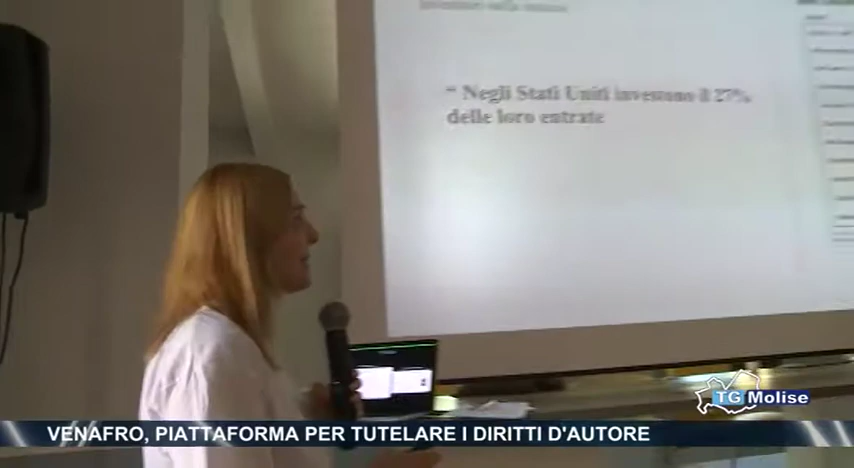 " Negli Stati Uniti investono il 27%
delle loro entrate
TG Molise
VENAFRO, PIATTAFORMA PER TUTELARE I DIRITTI D'AUTORE